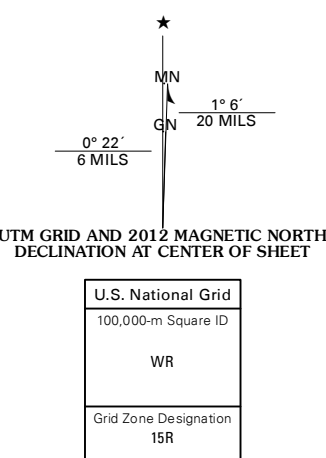 ★
MN
1° 6´
GN
20 MILS
0° 22´
6 MILS
UTM GRID AND 2012 MAGNETIC NORTH
DECLINATION AT CENTER OF SHEET
U.S. National Grid
100,000-m Square ID
WR
Grid Zone Designation
15R